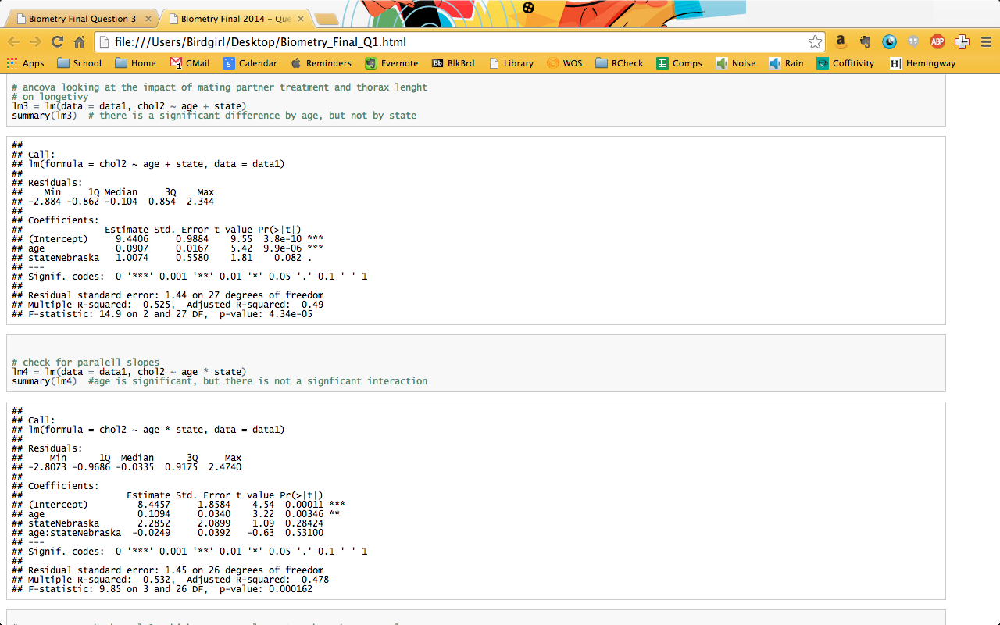 Biometry Final Question 3
Biometry Final 2014 – Que
file:///Users/Birdgirl/Desktop/Biometry_Final_Q1.html
Apps School Home GMail Calendar Reminders Evernote BlkBrd Library WOS RCheck Comps Noise Rain Coffitivity Hemingway
# ancova looking at the impact of mating partner treatment and thorax lenght
# on longetivy
lm3 = lm(data = data1, chol2 ~ age + state)
summary(lm3)  # there is a significant difference by age, but not by state
##
## Call:
## lm(formula = chol2 ~ age + state, data = data1)
##
## Residuals:
##    Min     1Q Median     3Q    Max
## -2.884 -0.862 -0.104  0.854  2.344
##
## Coefficients:
##               Estimate Std. Error t value Pr(>|t|)
## (Intercept)     9.4406     0.9884    9.55  3.8e-10 ***
## age             0.0907     0.0167    5.42  9.9e-06 ***
## stateNebraska   1.0074     0.5580    1.81    0.082 .
## ---
## Signif. codes:  0 '***' 0.001 '**' 0.01 '*' 0.05 '.' 0.1 ' ' 1
##
## Residual standard error: 1.44 on 27 degrees of freedom
## Multiple R-squared:  0.525,  Adjusted R-squared:  0.49
## F-statistic: 14.9 on 2 and 27 DF,  p-value: 4.34e-05
# check for paralell slopes
lm4 = lm(data = data1, chol2 ~ age * state)
summary(lm4)  #age is significant, but there is not a signficant interaction
##
## Call:
## lm(formula = chol2 ~ age * state, data = data1)
##
## Residuals:
##     Min      1Q  Median      3Q     Max
## -2.8073 -0.9686 -0.0335  0.9175  2.4740
##
## Coefficients:
##                   Estimate Std. Error t value Pr(>|t|)
## (Intercept)         8.4457     1.8584    4.54  0.00011 ***
## age                 0.1094     0.0340    3.22  0.00346 **
## stateNebraska       2.2852     2.0899    1.09  0.28424
## age:stateNebraska  -0.0249     0.0392   -0.63  0.53100
## ---
## Signif. codes:  0 '***' 0.001 '**' 0.01 '*' 0.05 '.' 0.1 ' ' 1
##
## Residual standard error: 1.45 on 26 degrees of freedom
## Multiple R-squared:  0.532,  Adjusted R-squared:  0.478
## F-statistic: 9.85 on 3 and 26 DF,  p-value: 0.000162